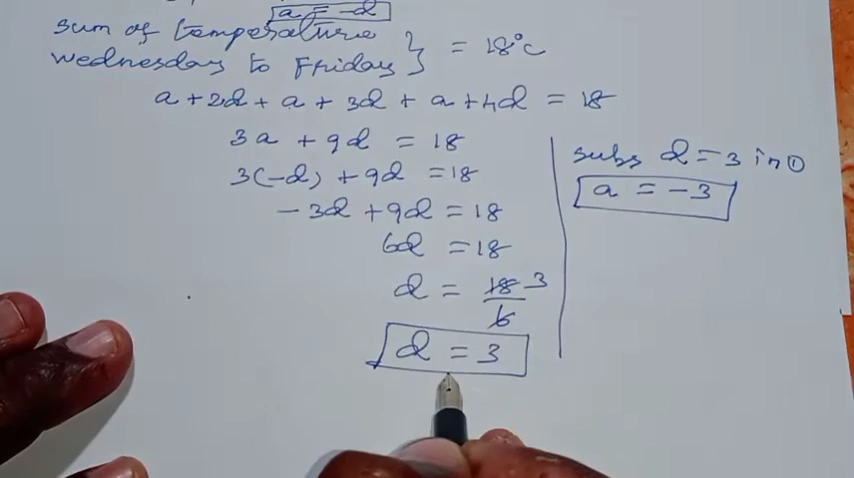 a = -d
sum of temperature
wednesday to Friday } = 18°C
a + 2d + a + 3d + a + 4d = 18
3a + 9d = 18
3(-d) + 9d = 18
- 3d + 9d = 18
6d = 18
d = 18/6 3
d = 3
subs d = 3 in ①
a = -3